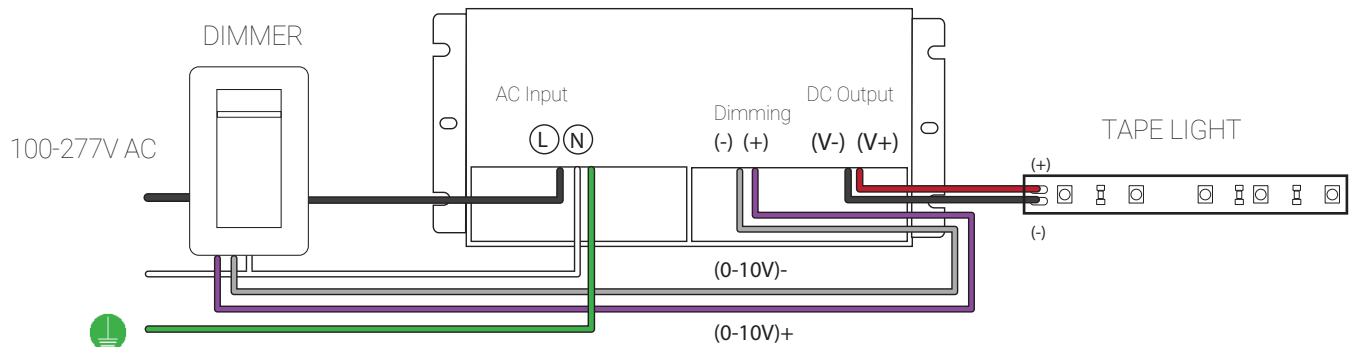 DIMMER
100-277V AC
AC Input
L N
Dimming
(-) (+)
DC Output
(V-) (V+)
TAPE LIGHT
(+)
(-)
(0-10V)-
(0-10V)+